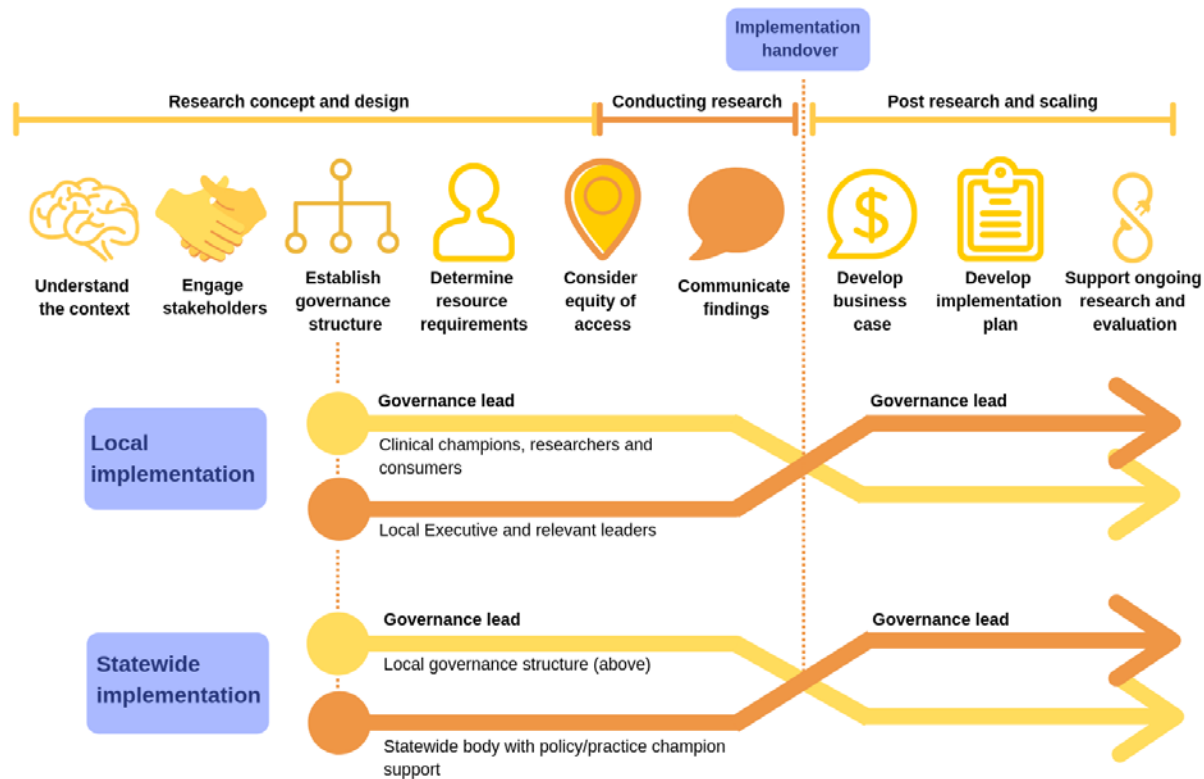 Implementation
handover
Research concept and design
Conducting research
Post research and scaling
Understand
the context
Engage
stakeholders
Establish
governance
structure
Determine
resource
requirements
Consider
equity of
access
Communicate
findings
Develop
business
case
Develop
implementation
plan
Support ongoing
research and
evaluation
Local
implementation
Governance lead
Clinical champions, researchers and
consumers
Local Executive and relevant leaders
Governance lead
Statewide
implementation
Governance lead
Local governance structure (above)
Statewide body with policy/practice champion
support
Governance lead